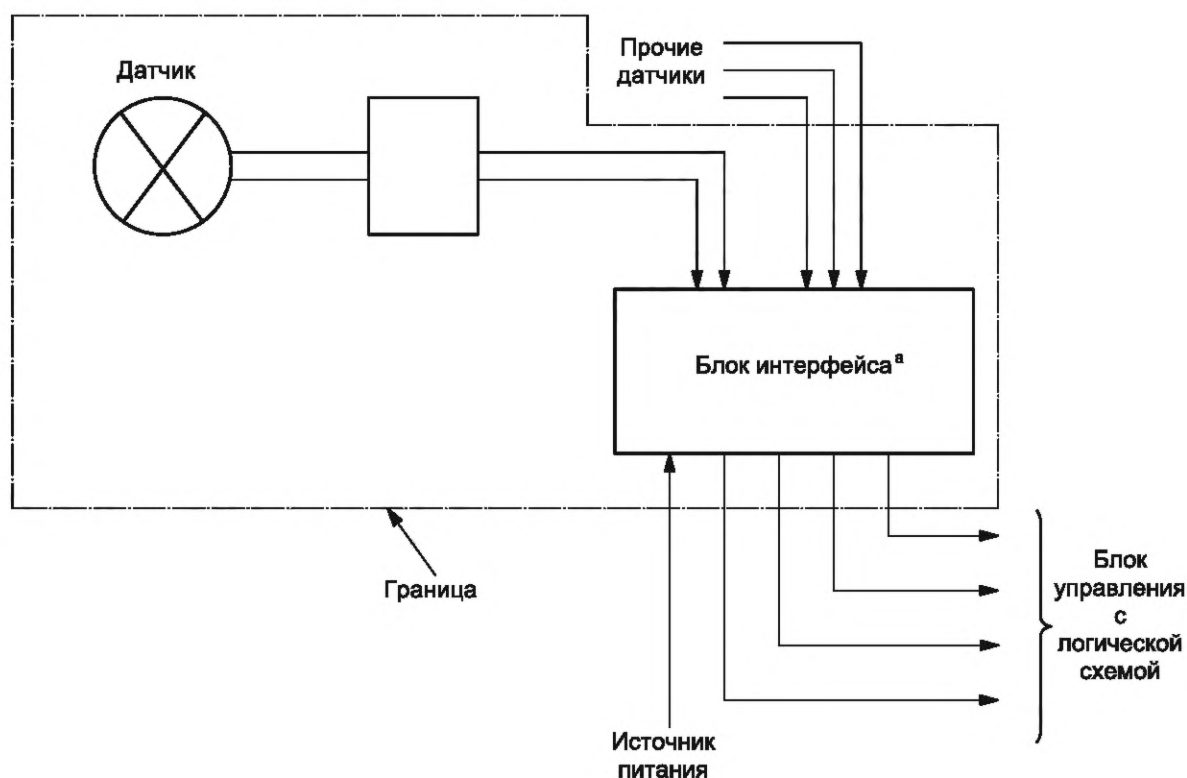 Датчик
Прочие
датчики
Блок интерфейса а
Граница
Блок
управления
с
логической
схемой
Источник
питания